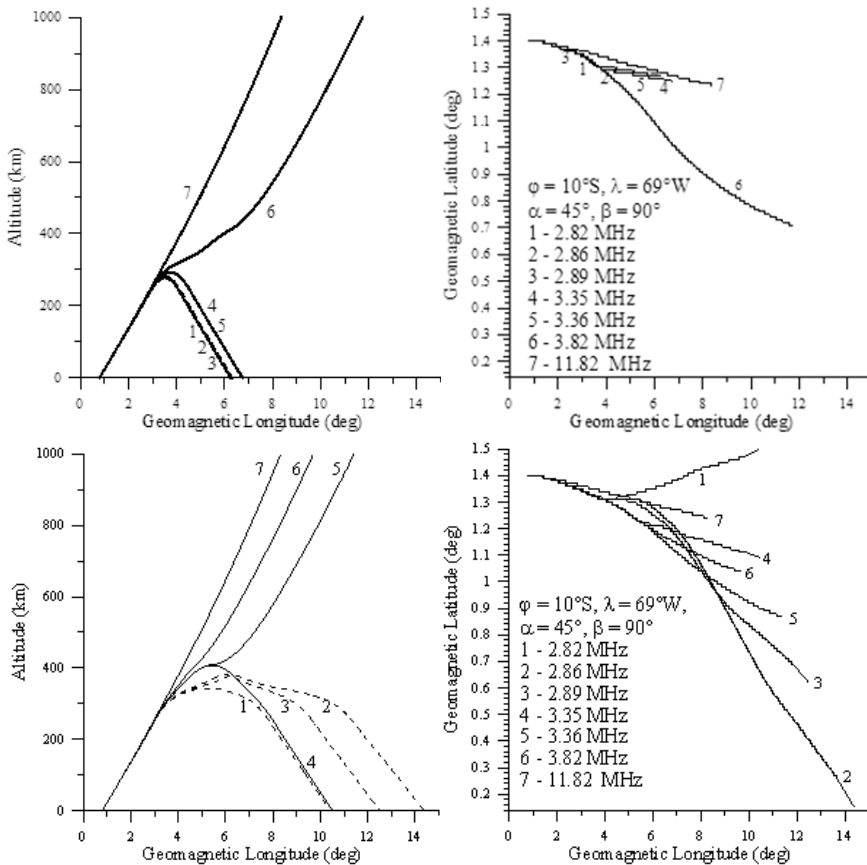 1000
800
600
400
200
0
Altitude (km)
0 2 4 6 8 10 12 14
Geomagnetic Longitude (deg)
7
6
4
5
1
2
3
1.5
1.4
1.3
1.2
1.1
1
0.9
0.8
0.7
0.6
0.5
0.4
0.3
0.2
Geomagnetic Latitude (deg)
3
1
2
5 4
7
6
φ = 10°S, λ = 69°W
α = 45°, β = 90°
1 - 2.82 MHz
2 - 2.86 MHz
3 - 2.89 MHz
4 - 3.35 MHz
5 - 3.36 MHz
6 - 3.82 MHz
7 - 11.82 MHz
0 2 4 6 8 10 12 14
Geomagnetic Longitude (deg)
1000
800
600
400
200
0
Altitude (km)
7 6 5
1 3 2
4
0 2 4 6 8 10 12 14
Geomagnetic Longitude (deg)
1.5
1.4
1.3
1.2
1.1
1
0.9
0.8
0.7
0.6
0.5
0.4
0.3
0.2
Geomagnetic Latitude (deg)
1
7
4
6
5
3
2
φ = 10°S, λ = 69°W,
α = 45°, β = 90°
1 - 2.82 MHz
2 - 2.86 MHz
3 - 2.89 MHz
4 - 3.35 MHz
5 - 3.36 MHz
6 - 3.82 MHz
7 - 11.82 MHz
0 2 4 6 8 10 12 14
Geomagnetic Longitude (deg)